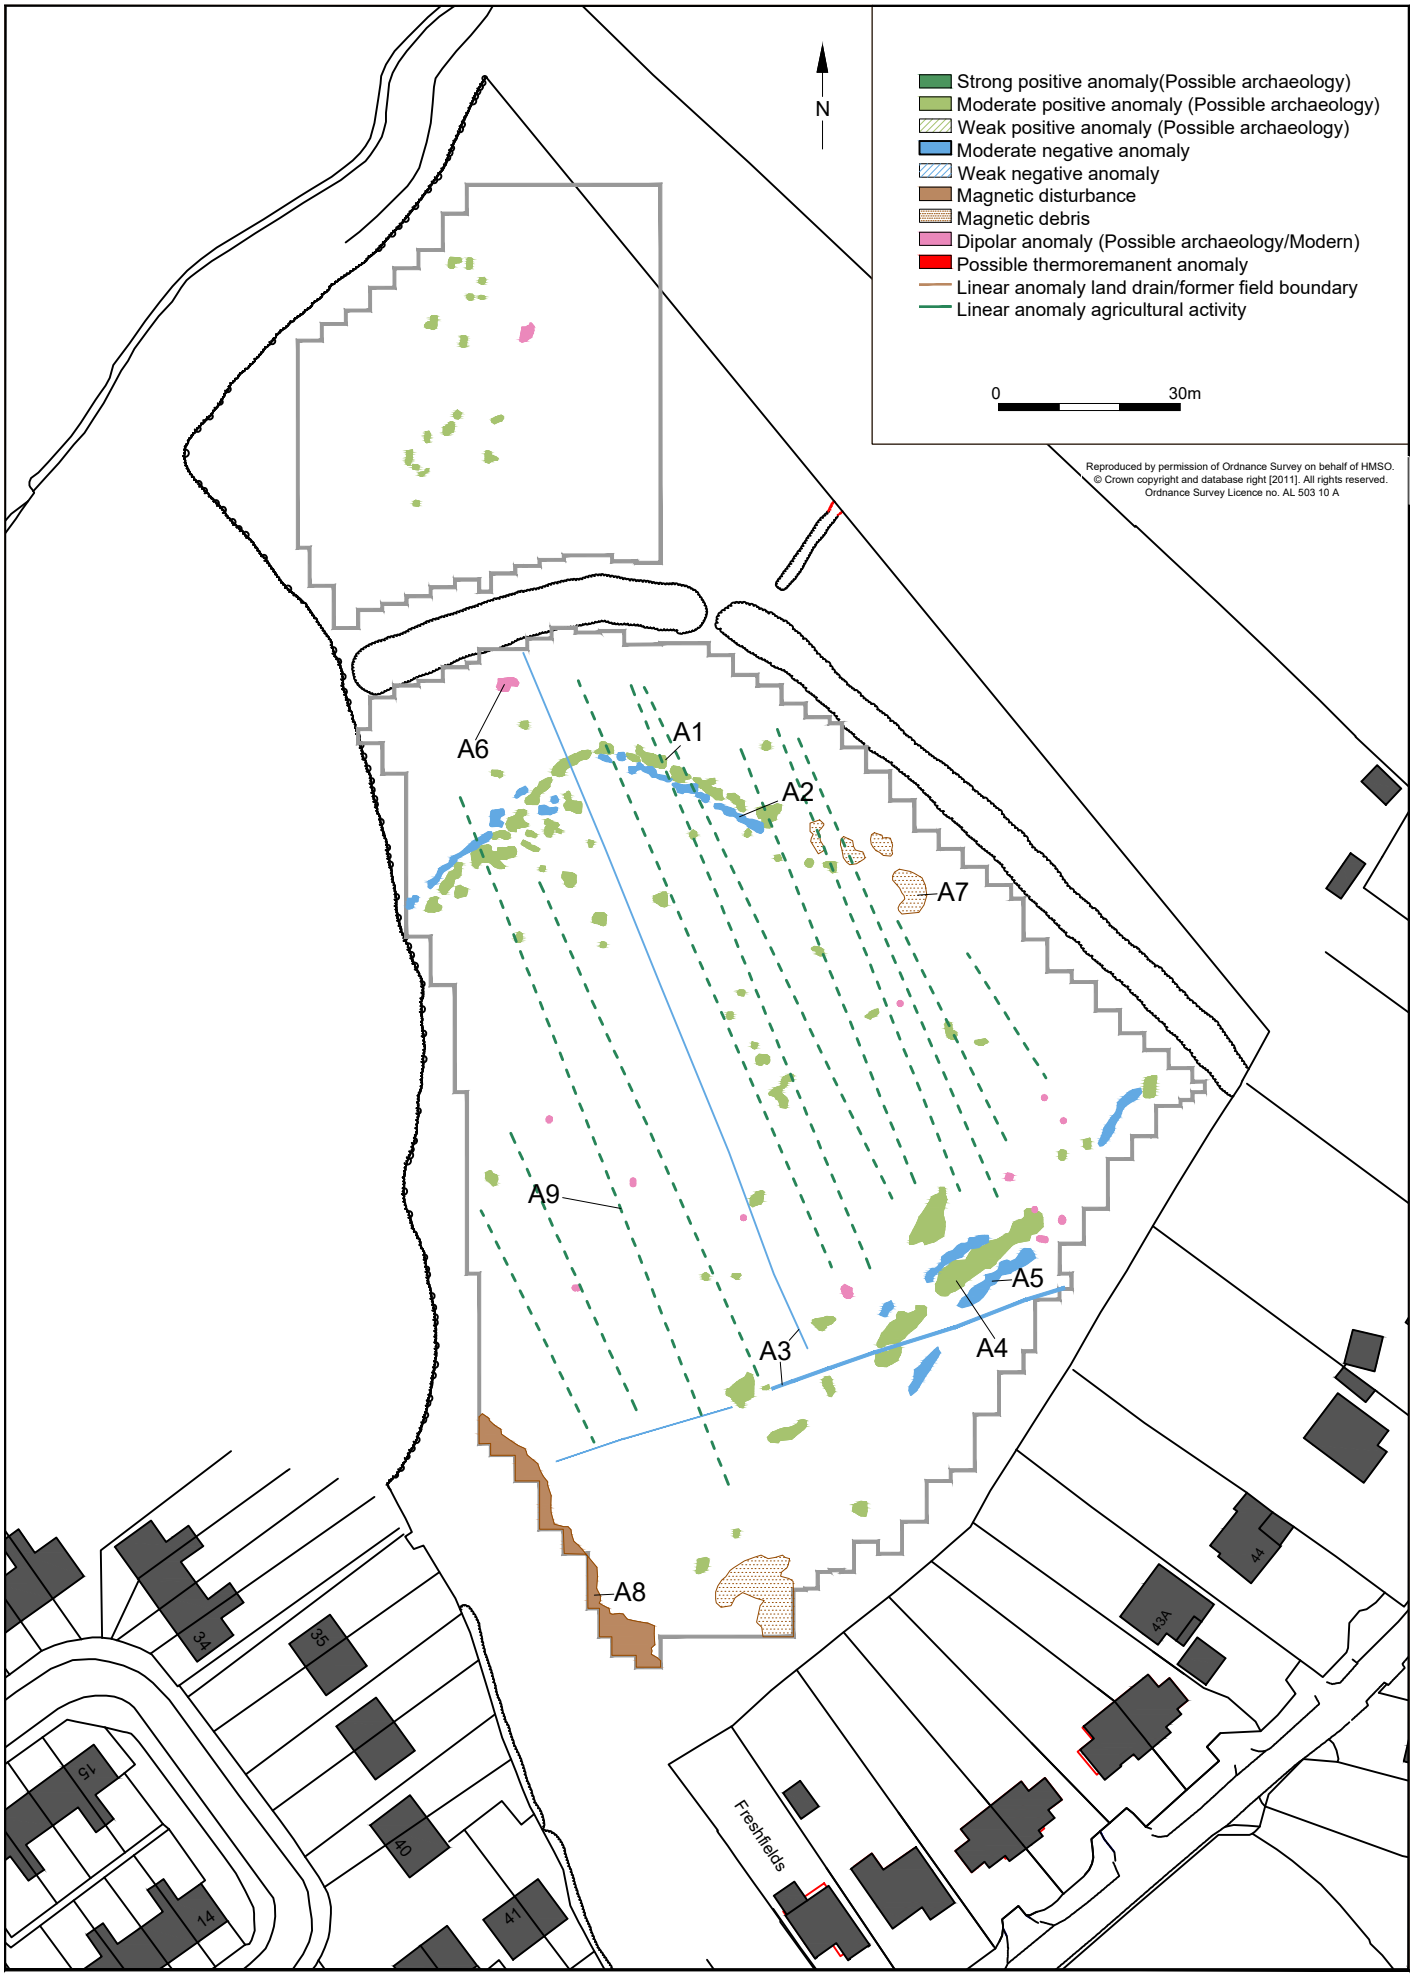 N
Strong positive anomaly(Possible archaeology)
Moderate positive anomaly (Possible archaeology)
Weak positive anomaly (Possible archaeology)
Moderate negative anomaly
Weak negative anomaly
Magnetic disturbance
Magnetic debris
Dipolar anomaly (Possible archaeology/Modern)
Possible thermoremanent anomaly
Linear anomaly land drain/former field boundary
Linear anomaly agricultural activity
0 30m
Reproduced by permission of Ordnance Survey on behalf of HMSO.
© Crown copyright and database right [2011]. All rights reserved.
Ordnance Survey Licence no. AL 503 10 A
A1
A6
A2
A7
A9
A5
A4
A3
A8
44
43A
34
35
15
40
14
41
Freshfields